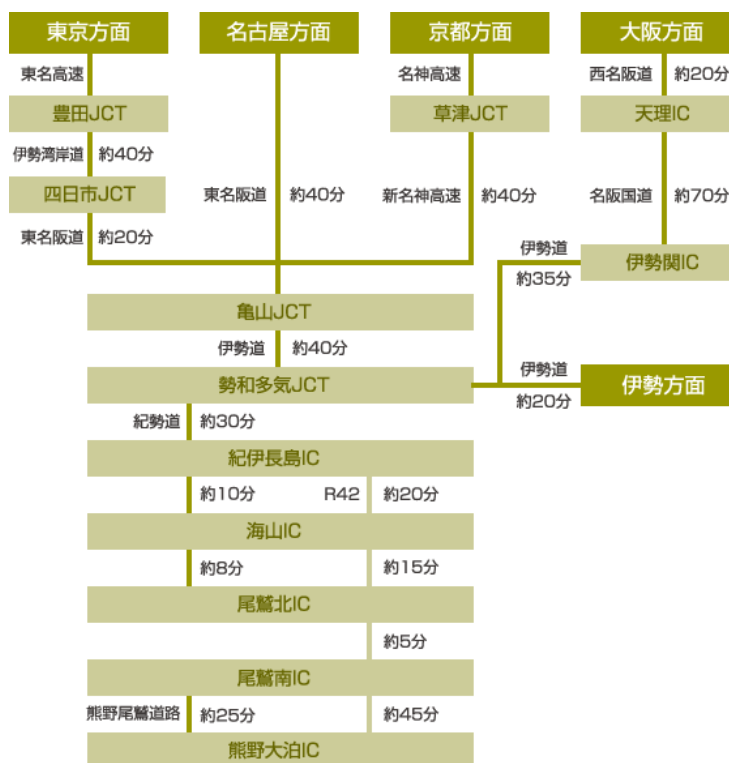 東京方面
名古屋方面
京都方面
大阪方面
東名高速
名神高速
西名阪道 約20分
豊田JCT
草津JCT
天理IC
伊勢湾岸道 約40分
四日市JCT
東名阪道 約40分
新名神高速 約40分
名阪国道 約70分
東名阪道 約20分
伊勢道
約35分
伊勢関IC
亀山JCT
伊勢道 約40分
勢和多気JCT
伊勢道
約20分
伊勢方面
紀勢道 約30分
紀伊長島IC
約10分
R42 約20分
海山IC
約8分
約15分
尾鷲北IC
約5分
尾鷲南IC
熊野尾鷲道路 約25分
約45分
熊野大泊IC